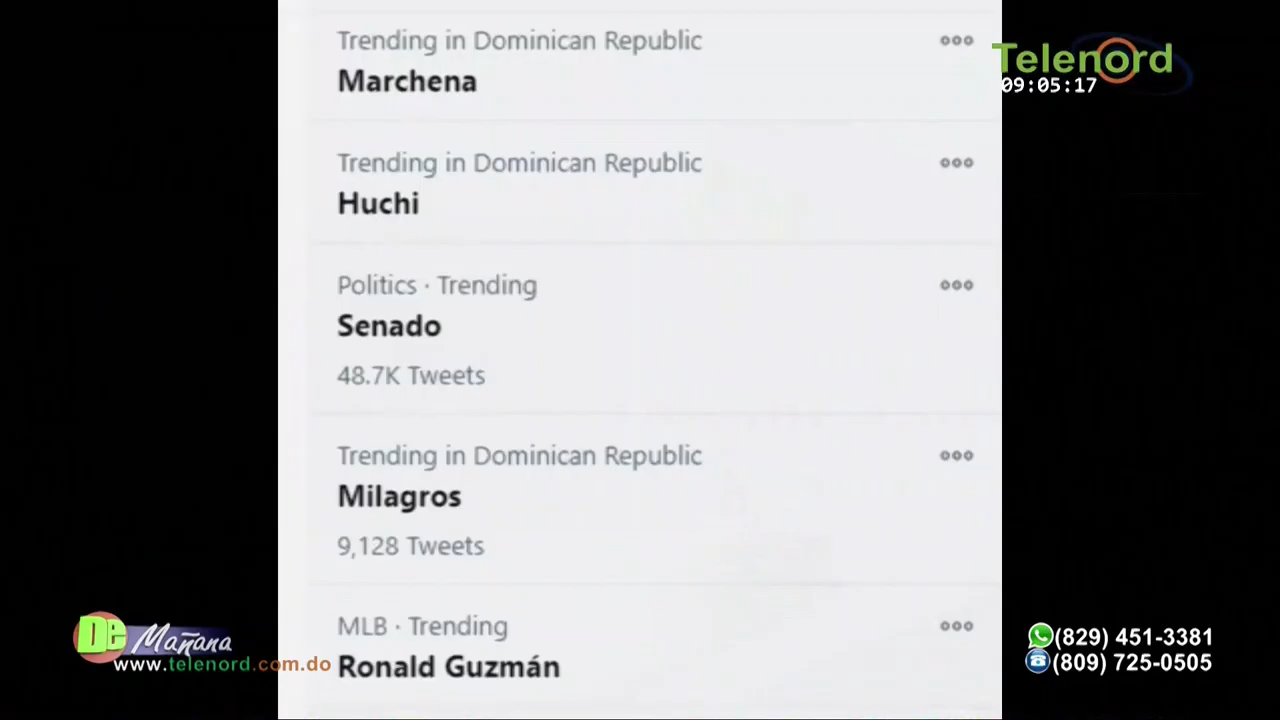 Trending in Dominican Republic
Marchena
Trending in Dominican Republic
Huchi
Politics · Trending
Senado
48.7K Tweets
Trending in Dominican Republic
Milagros
9,128 Tweets
MLB · Trending
Ronald Guzmán
Telenord
09:05:17
De Mañana
www.telenord.com.do
(829) 451-3381
(809) 725-0505